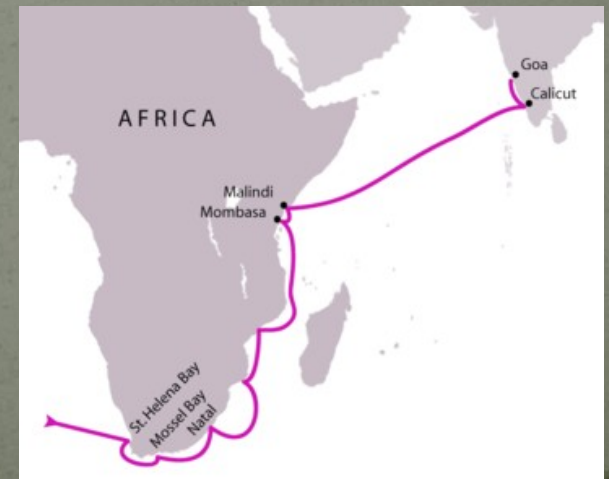 Goa
Calicut
AFRICA
Malindi
Mombasa
St. Helena Bay
Mossel Bay
Natal